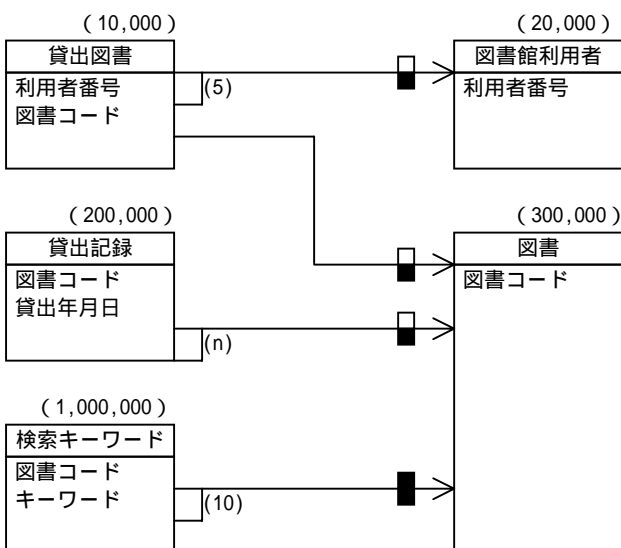 (10,000)
貸出図書
利用者番号
図書コード
(5)
(20,000)
図書館利用者
利用者番号
(200,000)
貸出記録
図書コード
貸出年月日
(n)
(300,000)
図書
図書コード
(1,000,000)
検索キーワード
図書コード
キーワード
(10)